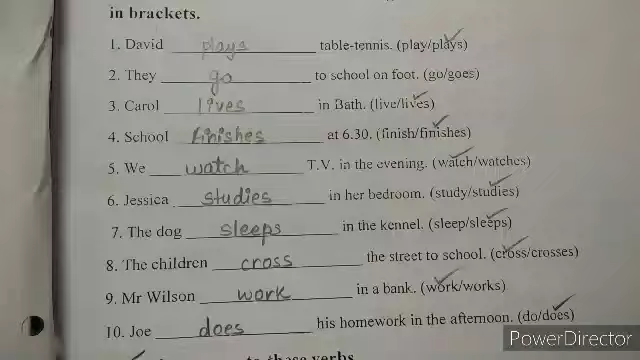 in brackets.
1. David plays table-tennis. (play/plays)
2. They go to school on foot. (go/goes)
3. Carol lives in Bath. (live/lives)
4. School finishes at 6.30. (finish/finishes)
5. We watch T.V. in the evening. (watch/watches)
6. Jessica studies in her bedroom. (study/studies)
7. The dog sleeps in the kennel. (sleep/sleeps)
8. The children cross the street to school. (cross/crosses)
9. Mr Wilson work in a bank. (work/works)
10. Joe does his homework in the afternoon. (do/does)
to these verbs
PowerDirector